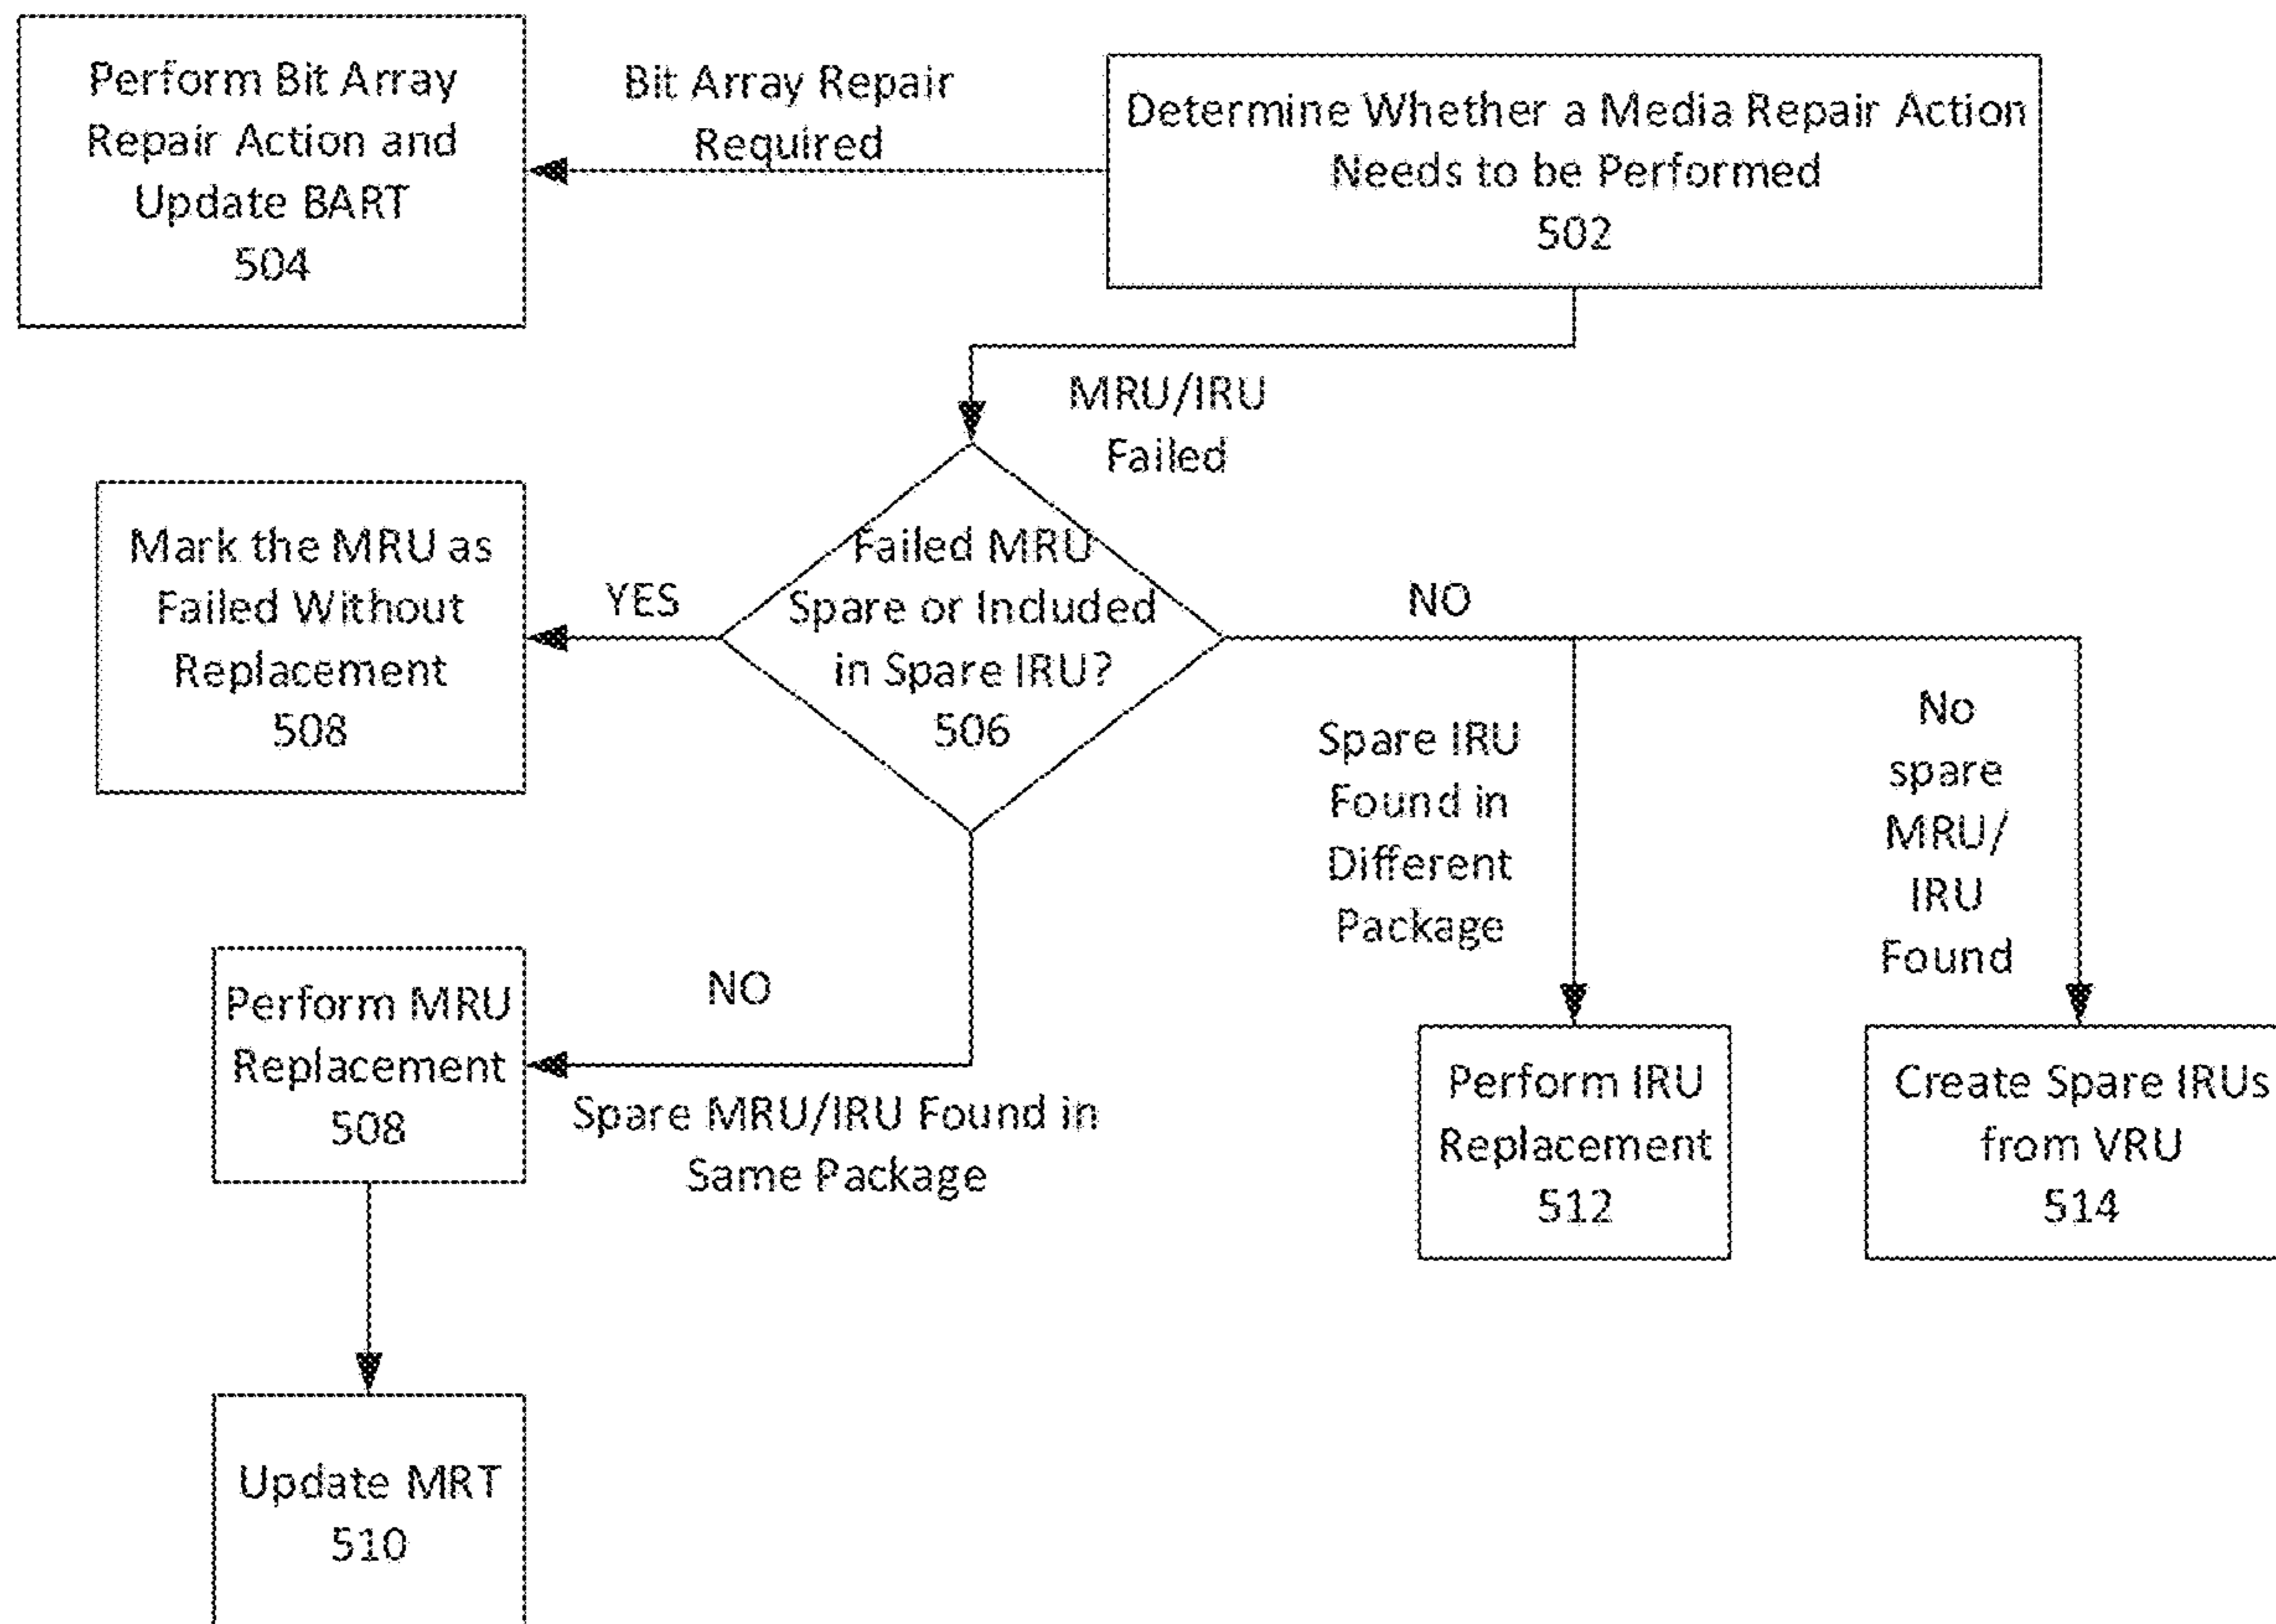 Perform Bit Array
Repair Action and
Update BART
504
Bit Array Repair
Required
Determine Whether a Media Repair Action
Needs to be Performed
502
MRU/IRU
Failed
Mark the MRU as
Failed Without
Replacement
508
YES
Failed MRU
Spare or Included
in Spare IRU?
506
NO
Spare IRU
Found in
Different
Package
No
spare
MRU/
IRU
Found
Perform MRU
Replacement
508
NO
Spare MRU/IRU Found in
Same Package
Perform IRU
Replacement
512
Create Spare IRUs
from VRU
514
Update MRT
510